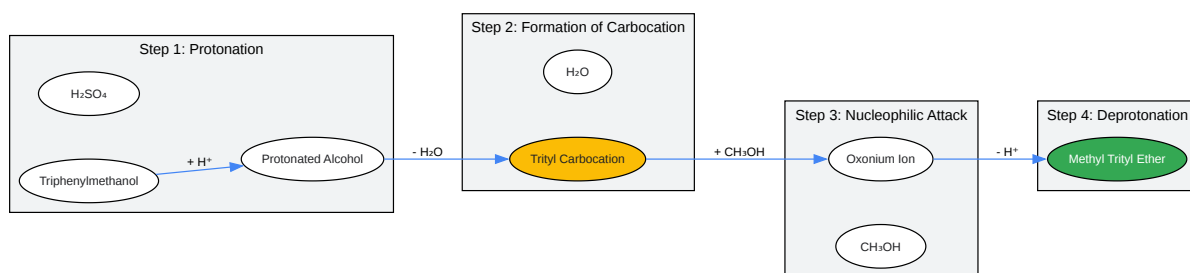 Step 1: Protonation
H₂SO₄
Triphenylmethanol
+ H⁺
Protonated Alcohol
- H₂O
Step 2: Formation of Carbocation
H₂O
Trityl Carbocation
+ CH₃OH
Step 3: Nucleophilic Attack
Oxonium Ion
CH₃OH
- H⁺
Step 4: Deprotonation
Methyl Trityl Ether